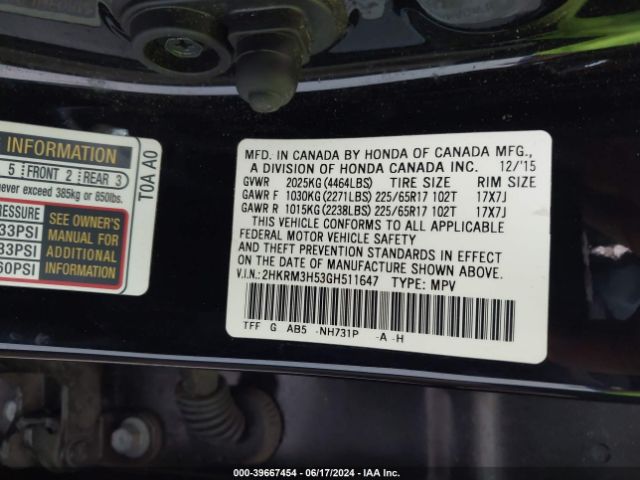 INFORMATION
5 FRONT 2 REAR 3
never exceed 385kg or 850lbs.
PRESSURE
33PSI
33PSI
60PSI
SEE OWNER'S
MANUAL FOR
ADDITIONAL
INFORMATION
T0A A0
MFD. IN CANADA BY HONDA OF CANADA MFG.,
A DIVISION OF HONDA CANADA INC. 12/'15
GVWR 2025KG (4464LBS) TIRE SIZE RIM SIZE
GAWR F 1030KG (2271LBS) 225/65R17 102T 17X7J
GAWR R 1015KG (2238LBS) 225/65R17 102T 17X7J
THIS VEHICLE CONFORMS TO ALL APPLICABLE
FEDERAL MOTOR VEHICLE SAFETY
AND THEFT PREVENTION STANDARDS IN EFFECT
ON THE DATE OF MANUFACTURE SHOWN ABOVE.
V.I.N.: 2HKRM3H53GH511647 TYPE: MPV
TFF G AB5 -NH731P -A -H
000-39667454 - 06/17/2024 - IAA Inc.